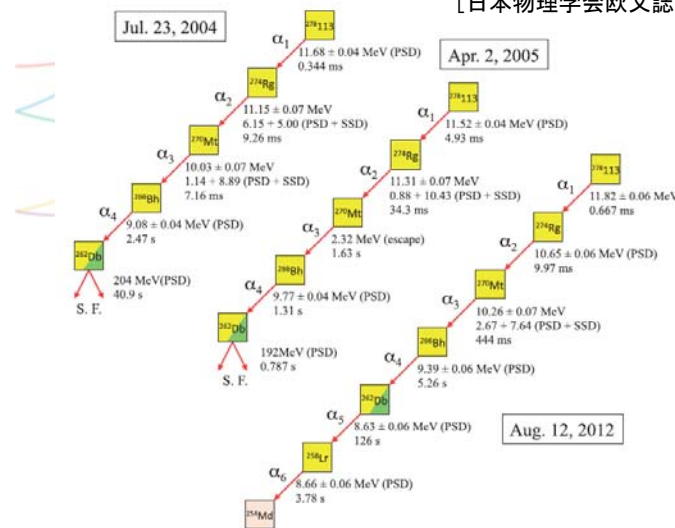 [日本物理学会欧文誌
Jul. 23, 2004
²⁷⁸113
α₁
11.68 ± 0.04 MeV (PSD)
0.344 ms
²⁷⁴Rg
α₂
11.15 ± 0.07 MeV
6.15 + 5.00 (PSD + SSD)
9.26 ms
²⁷⁰Mt
α₃
10.03 ± 0.07 MeV
1.14 + 8.89 (PSD + SSD)
7.16 ms
²⁶⁶Bh
α₄
9.08 ± 0.04 MeV (PSD)
2.47 s
²⁶²Db
204 MeV(PSD)
40.9 s
S. F.
Apr. 2, 2005
²⁷⁸113
α₁
11.52 ± 0.04 MeV (PSD)
4.93 ms
²⁷⁴Rg
α₂
11.31 ± 0.07 MeV
0.88 + 10.43 (PSD + SSD)
34.3 ms
²⁷⁰Mt
α₃
2.32 MeV (escape)
1.63 s
²⁶⁶Bh
α₄
9.77 ± 0.04 MeV (PSD)
1.31 s
²⁶²Db
192MeV (PSD)
0.787 s
S. F.
²⁷⁸113
α₁
11.82 ± 0.06 MeV
0.667 ms
²⁷⁴Rg
α₂
10.65 ± 0.06 MeV (PSD)
9.97 ms
²⁷⁰Mt
α₃
10.26 ± 0.07 MeV
2.67 + 7.64 (PSD + SSD)
444 ms
²⁶⁶Bh
α₄
9.39 ± 0.06 MeV (PSD)
5.26 s
²⁶²Db
α₅
8.63 ± 0.06 MeV (PSD)
126 s
²⁵⁸Lr
α₆
8.66 ± 0.06 MeV (PSD)
3.78 s
²⁵⁴Md
Aug. 12, 2012